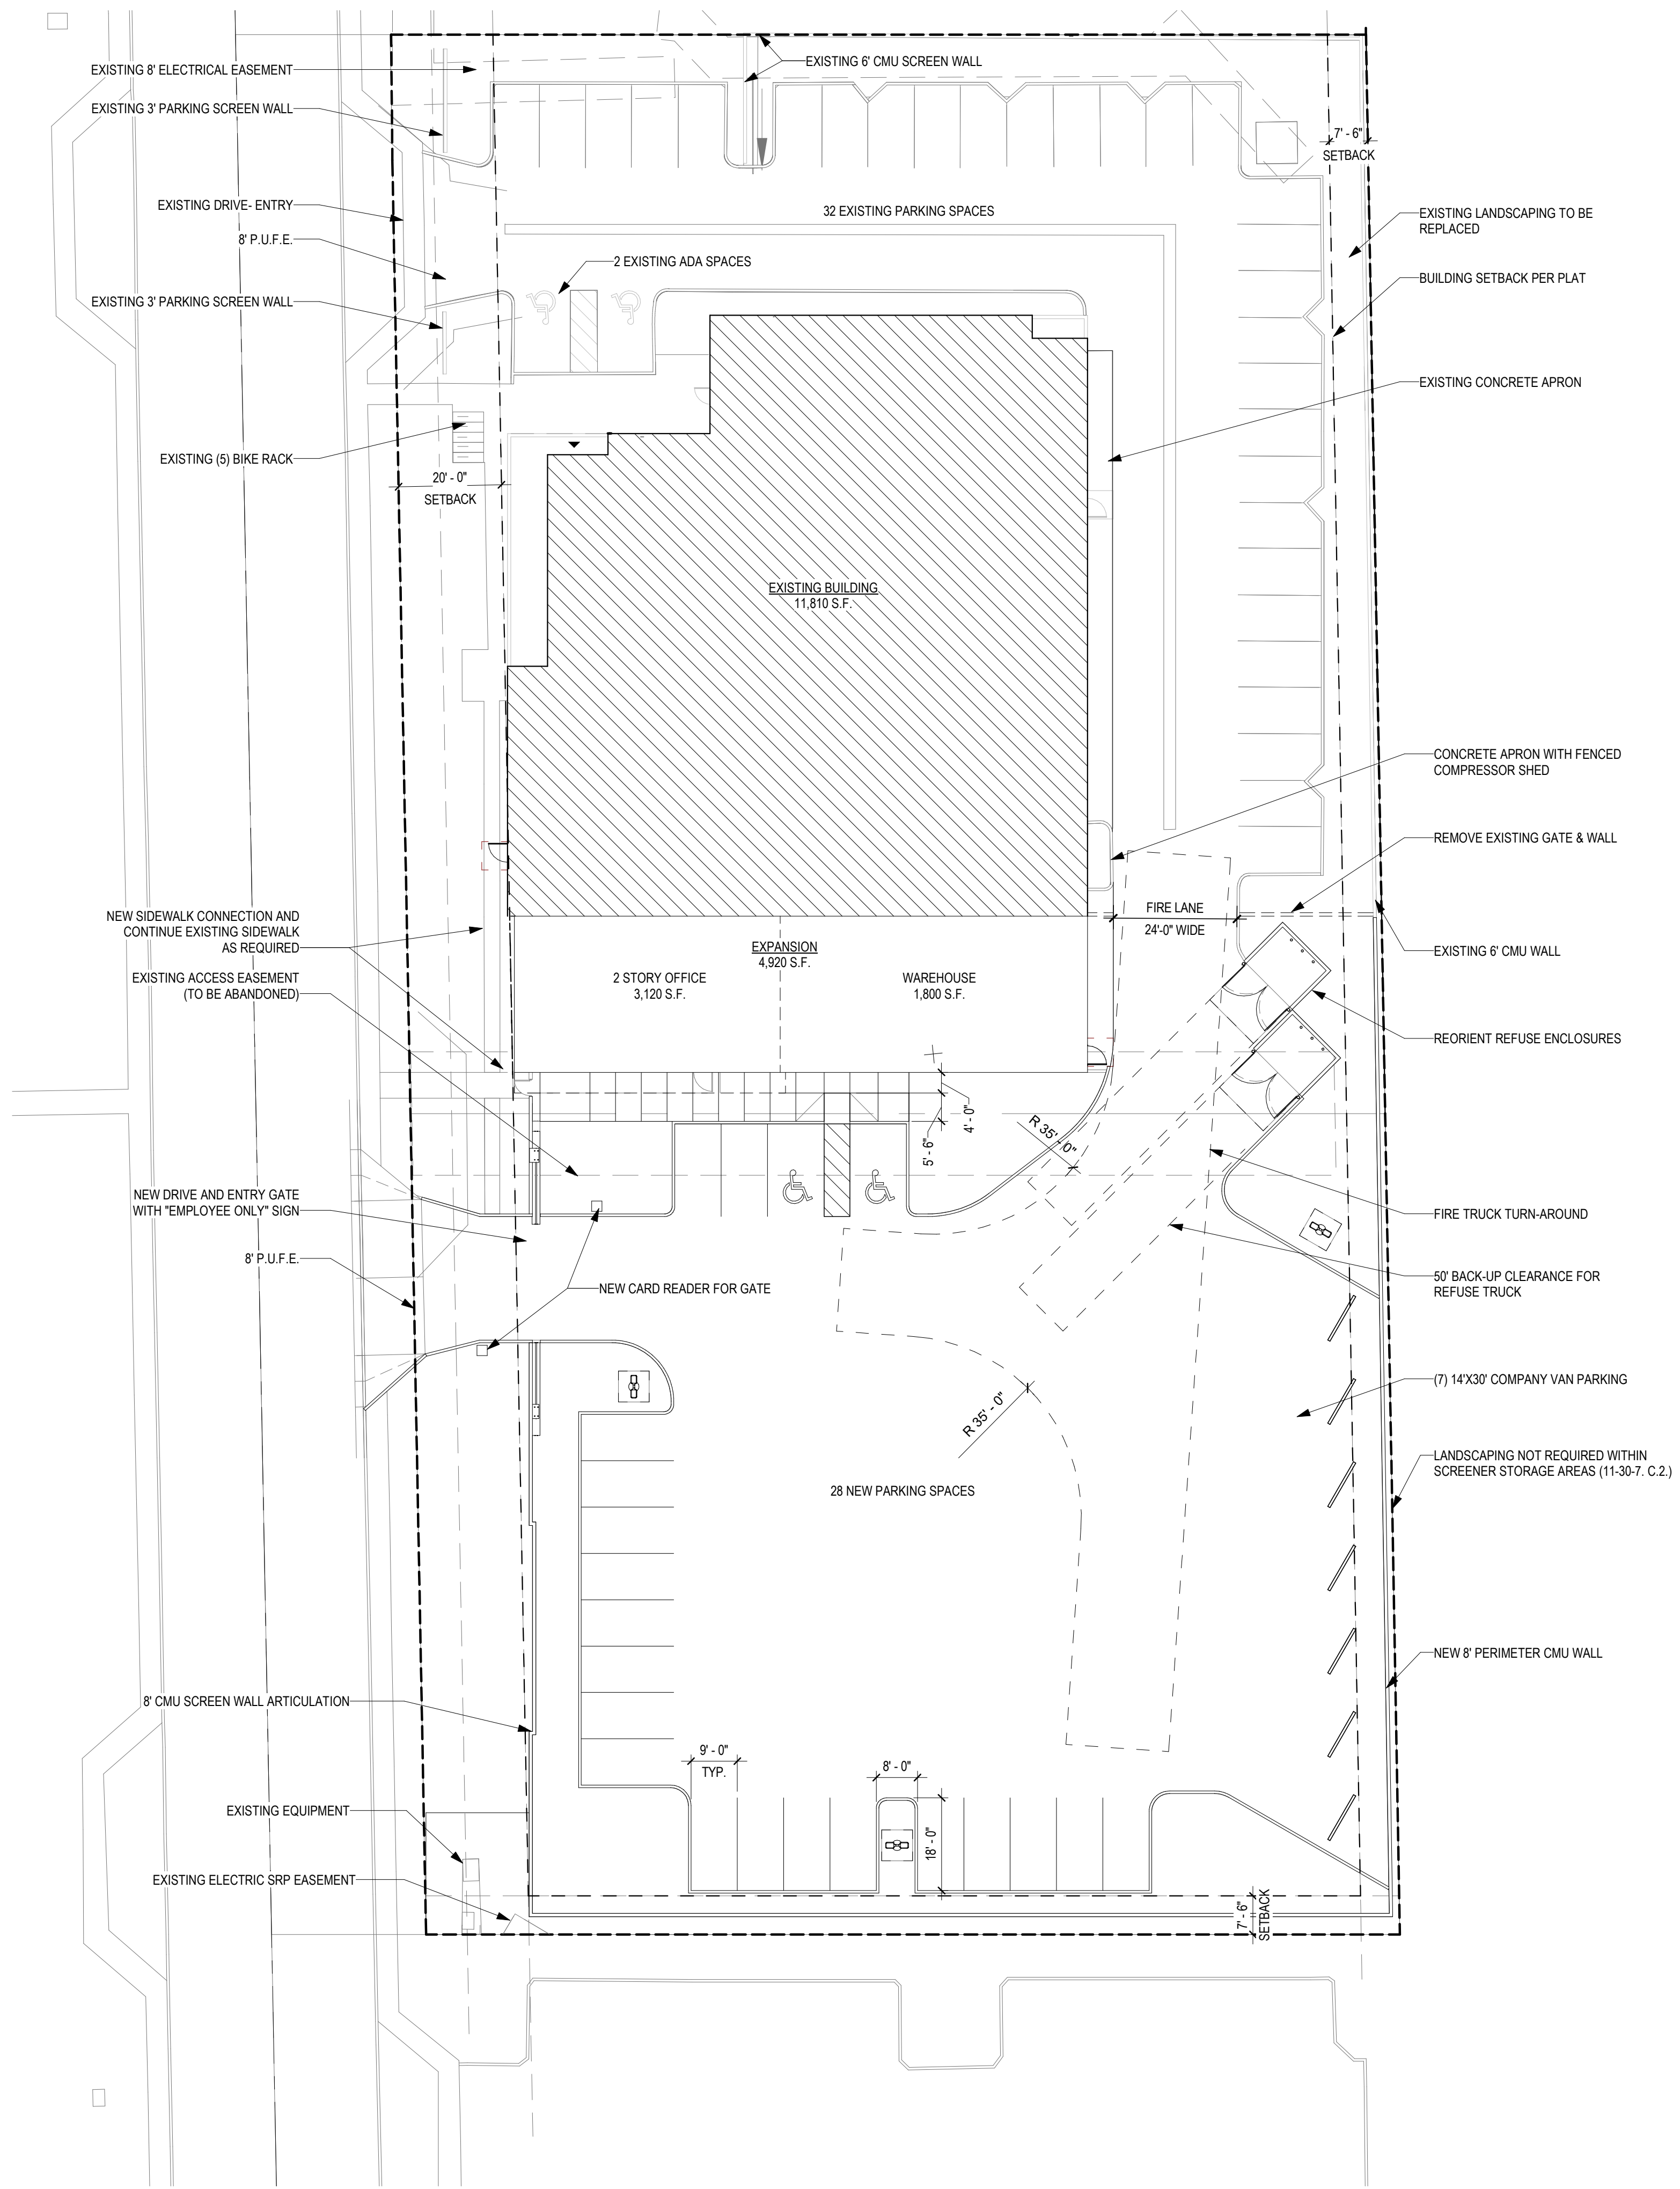 EXISTING 8' ELECTRICAL EASEMENT
EXISTING 6' CMU SCREEN WALL
EXISTING 3' PARKING SCREEN WALL
7' - 6"
SETBACK
EXISTING DRIVE- ENTRY
32 EXISTING PARKING SPACES
EXISTING LANDSCAPING TO BE
REPLACED
8' P.U.F.E.
2 EXISTING ADA SPACES
BUILDING SETBACK PER PLAT
EXISTING 3' PARKING SCREEN WALL
EXISTING CONCRETE APRON
EXISTING (5) BIKE RACK
20' - 0"
SETBACK
EXISTING BUILDING
11,810 S.F.
CONCRETE APRON WITH FENCED
COMPRESSOR SHED
REMOVE EXISTING GATE & WALL
FIRE LANE
24'-0" WIDE
NEW SIDEWALK CONNECTION AND
CONTINUE EXISTING SIDEWALK
AS REQUIRED
EXPANSION
4,920 S.F.
EXISTING 6' CMU WALL
EXISTING ACCESS EASEMENT
(TO BE ABANDONED)
2 STORY OFFICE
3,120 S.F.
WAREHOUSE
1,800 S.F.
REORIENT REFUSE ENCLOSURES
4' - 0"
5' - 6"
R 35' - 0"
NEW DRIVE AND ENTRY GATE
WITH "EMPLOYEE ONLY" SIGN
FIRE TRUCK TURN-AROUND
8' P.U.F.E.
NEW CARD READER FOR GATE
50' BACK-UP CLEARANCE FOR
REFUSE TRUCK
(7) 14'X30' COMPANY VAN PARKING
R 35' - 0"
LANDSCAPING NOT REQUIRED WITHIN
SCREENER STORAGE AREAS (11-30-7. C.2.)
28 NEW PARKING SPACES
NEW 8' PERIMETER CMU WALL
8' CMU SCREEN WALL ARTICULATION
9' - 0"
TYP.
8' - 0"
18' - 0"
EXISTING EQUIPMENT
EXISTING ELECTRIC SRP EASEMENT
7' - 6"
SETBACK